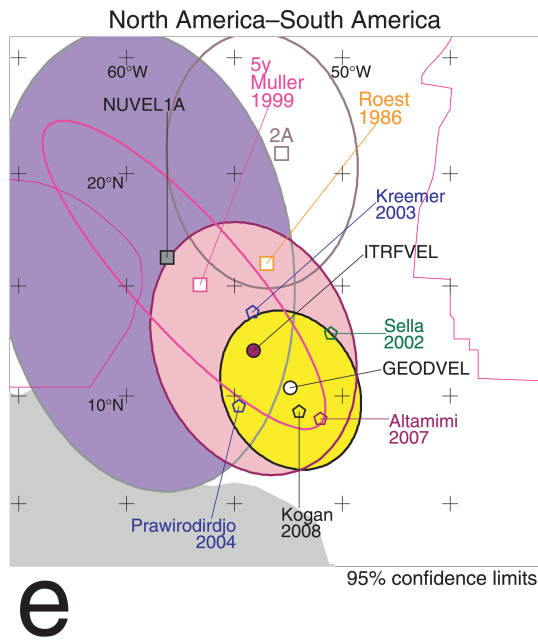 North America–South America
60°W
50°W
5y
Muller
1999
NUVEL1A
Roest
1986
2A
20°N
Kreemer
2003
ITRFVEL
Sella
2002
GEODVEL
10°N
Altamimi
2007
Kogan
2008
Prawirodirdjo
2004
95% confidence limits
e